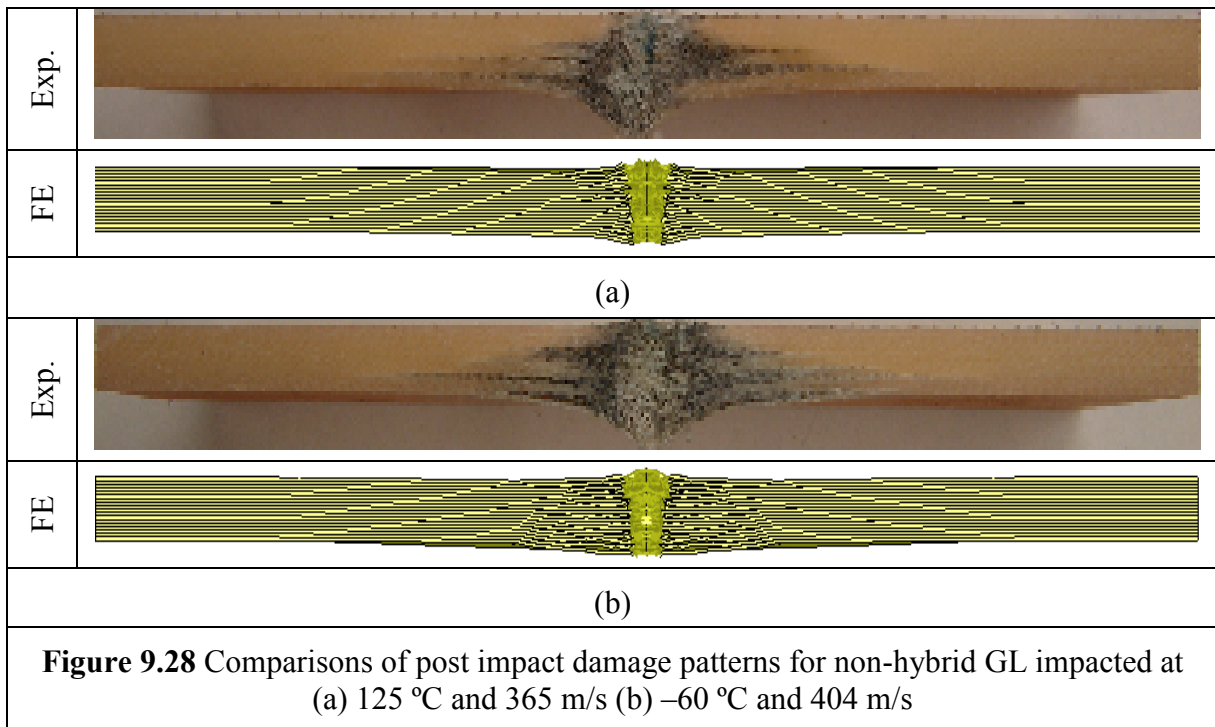 Exp.
FE
(a)
Exp.
FE
(b)
Figure 9.28 Comparisons of post impact damage patterns for non-hybrid GL impacted at
(a) 125 ºC and 365 m/s (b) –60 ºC and 404 m/s